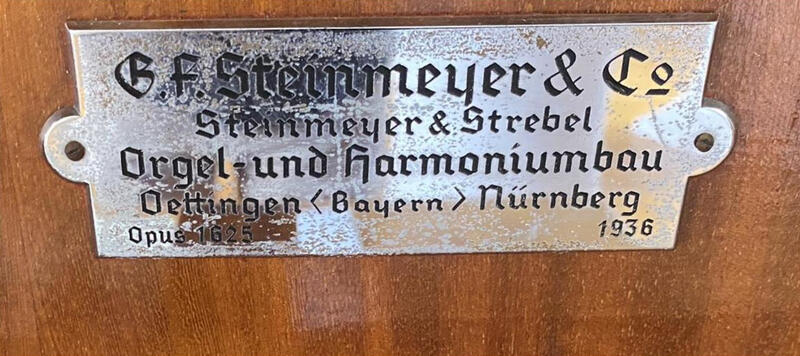 G.F. Steinmeyer & Co
Steinmeyer & Strebel
Orgel- und Harmoniumbau
Oettingen <Bayern> Nürnberg
Opus 1625 1936